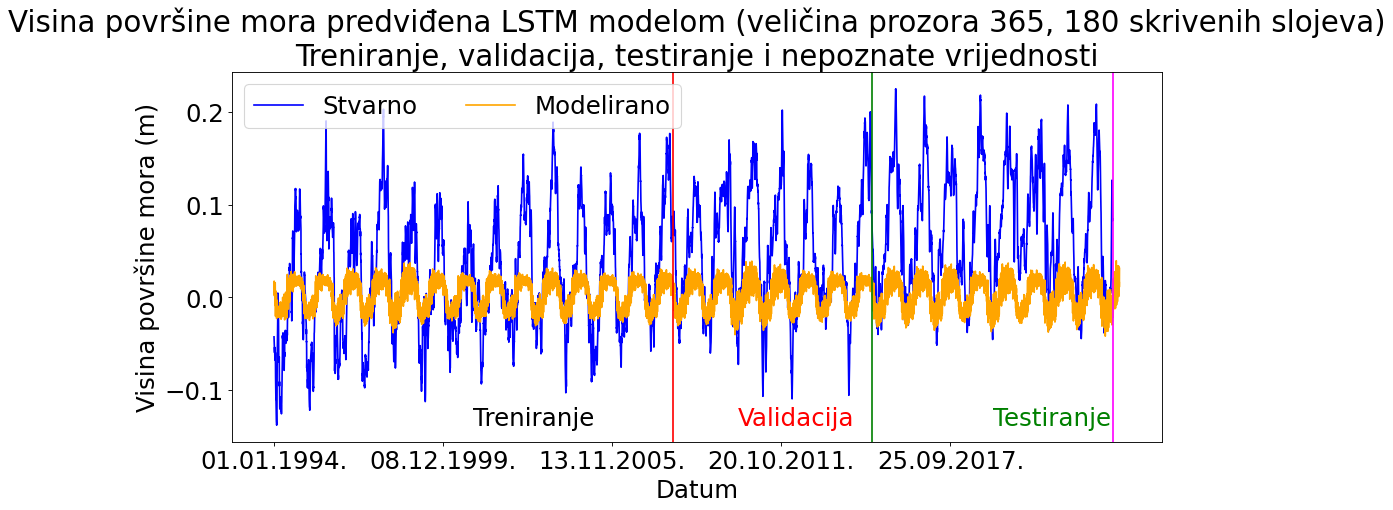 Visina površine mora predviđena LSTM modelom (veličina prozora 365, 180 skrivenih slojeva)
Treniranje, validacija, testiranje i nepoznate vrijednosti
Stvarno
Modelirano
Visina površine mora (m)
0.2
0.1
0.0
−0.1
Treniranje
Validacija
Testiranje
01.01.1994.
08.12.1999.
13.11.2005.
20.10.2011.
25.09.2017.
Datum